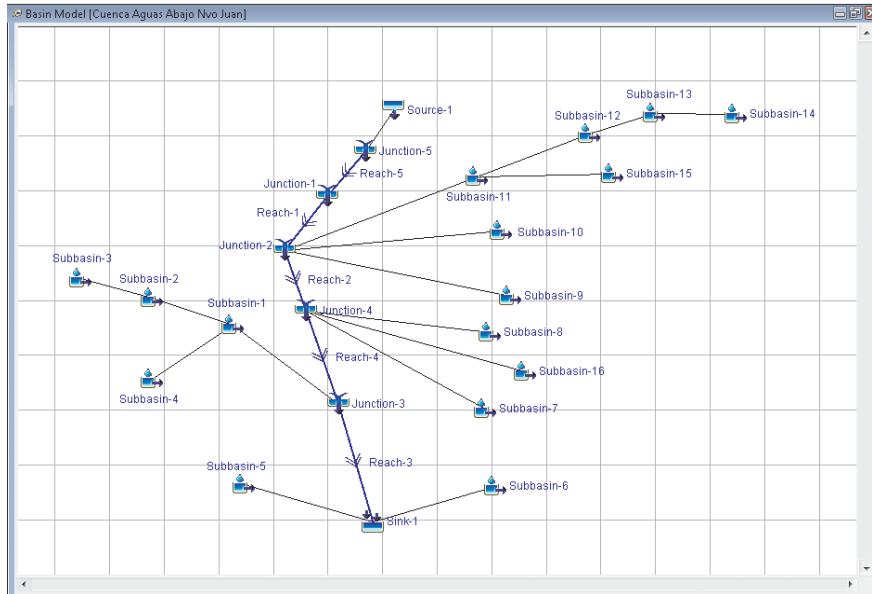 Basin Model [Cuenca Aguas Abajo Nvo Juan]
Subbasin-13
Source-1
Subbasin-12
Subbasin-14
Junction-5
Reach-5
Subbasin-15
Junction-1
Subbasin-11
Reach-1
Subbasin-10
Junction-2
Subbasin-3
Subbasin-2
Reach-2
Subbasin-9
Subbasin-1
Junction-4
Subbasin-8
Reach-4
Subbasin-16
Subbasin-4
Junction-3
Subbasin-7
Subbasin-5
Reach-3
Subbasin-6
Sink-1